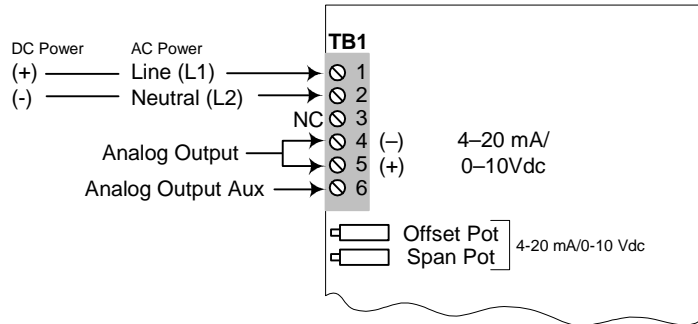 TB1
DC Power AC Power
(+) Line (L1) 1
(-) Neutral (L2) 2
NC 3
4 (–) 4–20 mA/
Analog Output
5 (+) 0–10Vdc
Analog Output Aux 6
Offset Pot
4-20 mA/0-10 Vdc
Span Pot